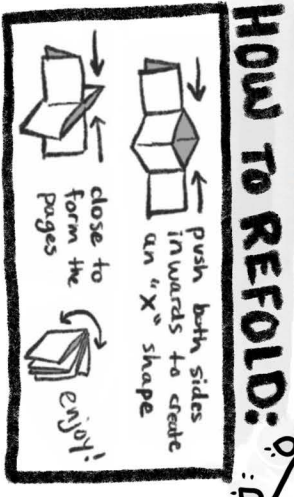 HOW TO REFOLD:
push both sides
inwards to create
an "x" shape
close to
form the
pages
enjoy!